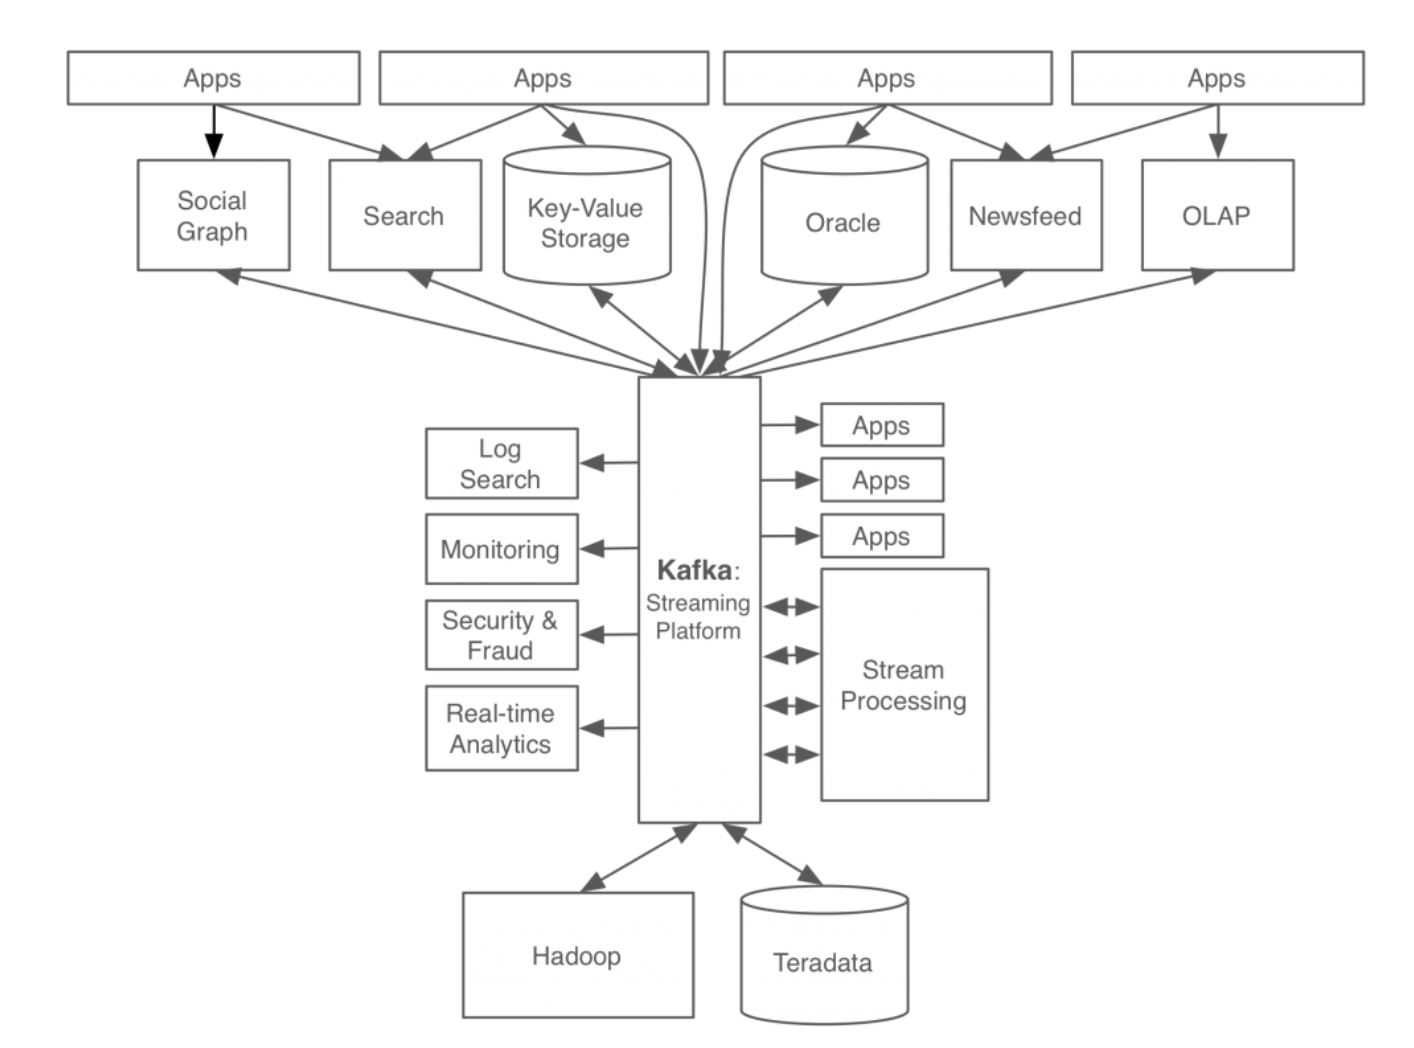 Apps
Apps
Apps
Apps
Social
Graph
Search
Key-Value
Storage
Oracle
Newsfeed
OLAP
Log
Search
Monitoring
Security &
Fraud
Real-time
Analytics
Kafka:
Streaming
Platform
Apps
Apps
Apps
Stream
Processing
Hadoop
Teradata